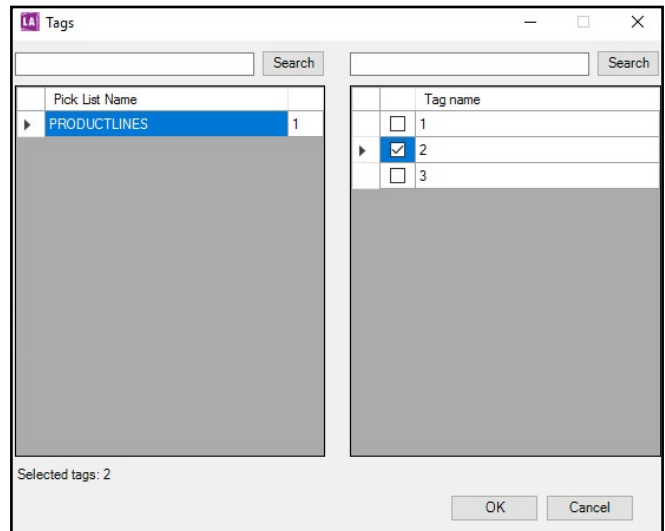 LA Tags
Search
Search
Pick List Name
PRODUCTLINES 1
Tag name
1
2
3
Selected tags: 2
OK Cancel